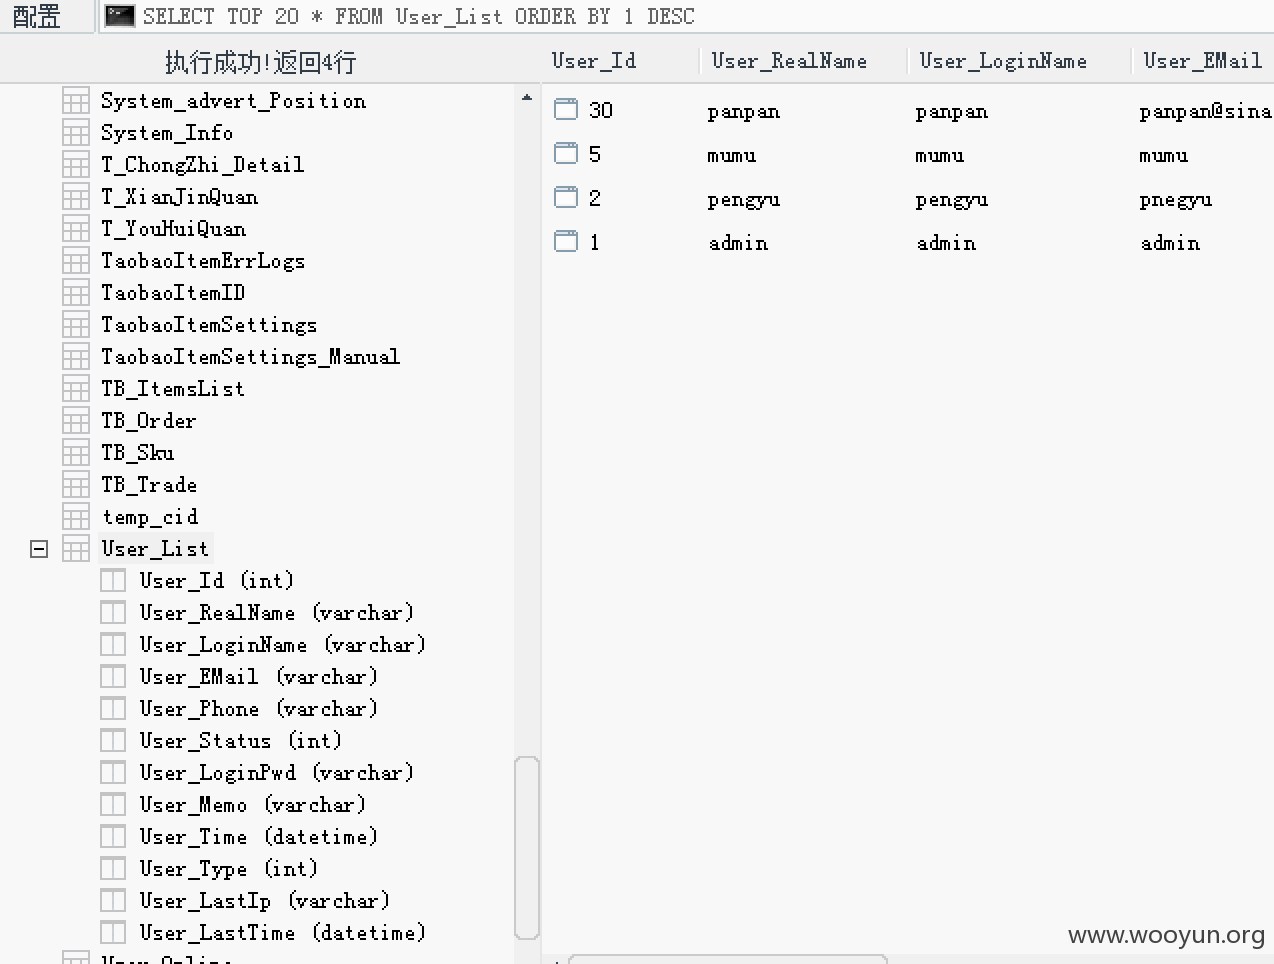 配置
SELECT TOP 20 * FROM User_List ORDER BY 1 DESC
执行成功!返回4行
System_advert_Position
System_Info
T_ChongZhi_Detail
T_XianJinQuan
T_YouHuiQuan
TaobaoItemErrLogs
TaobaoItemID
TaobaoItemSettings
TaobaoItemSettings_Manual
TB_ItemsList
TB_Order
TB_Sku
TB_Trade
temp_cid
User_List
User_Id (int)
User_RealName (varchar)
User_LoginName (varchar)
User_EMail (varchar)
User_Phone (varchar)
User_Status (int)
User_LoginPwd (varchar)
User_Memo (varchar)
User_Time (datetime)
User_Type (int)
User_LastIp (varchar)
User_LastTime (datetime)
User_Online
User_Id User_RealName User_LoginName User_EMail
30 panpan panpan panpan@sina
5 mumu mumu mumu
2 pengyu pengyu pnegyu
1 admin admin admin
www.wooyun.org